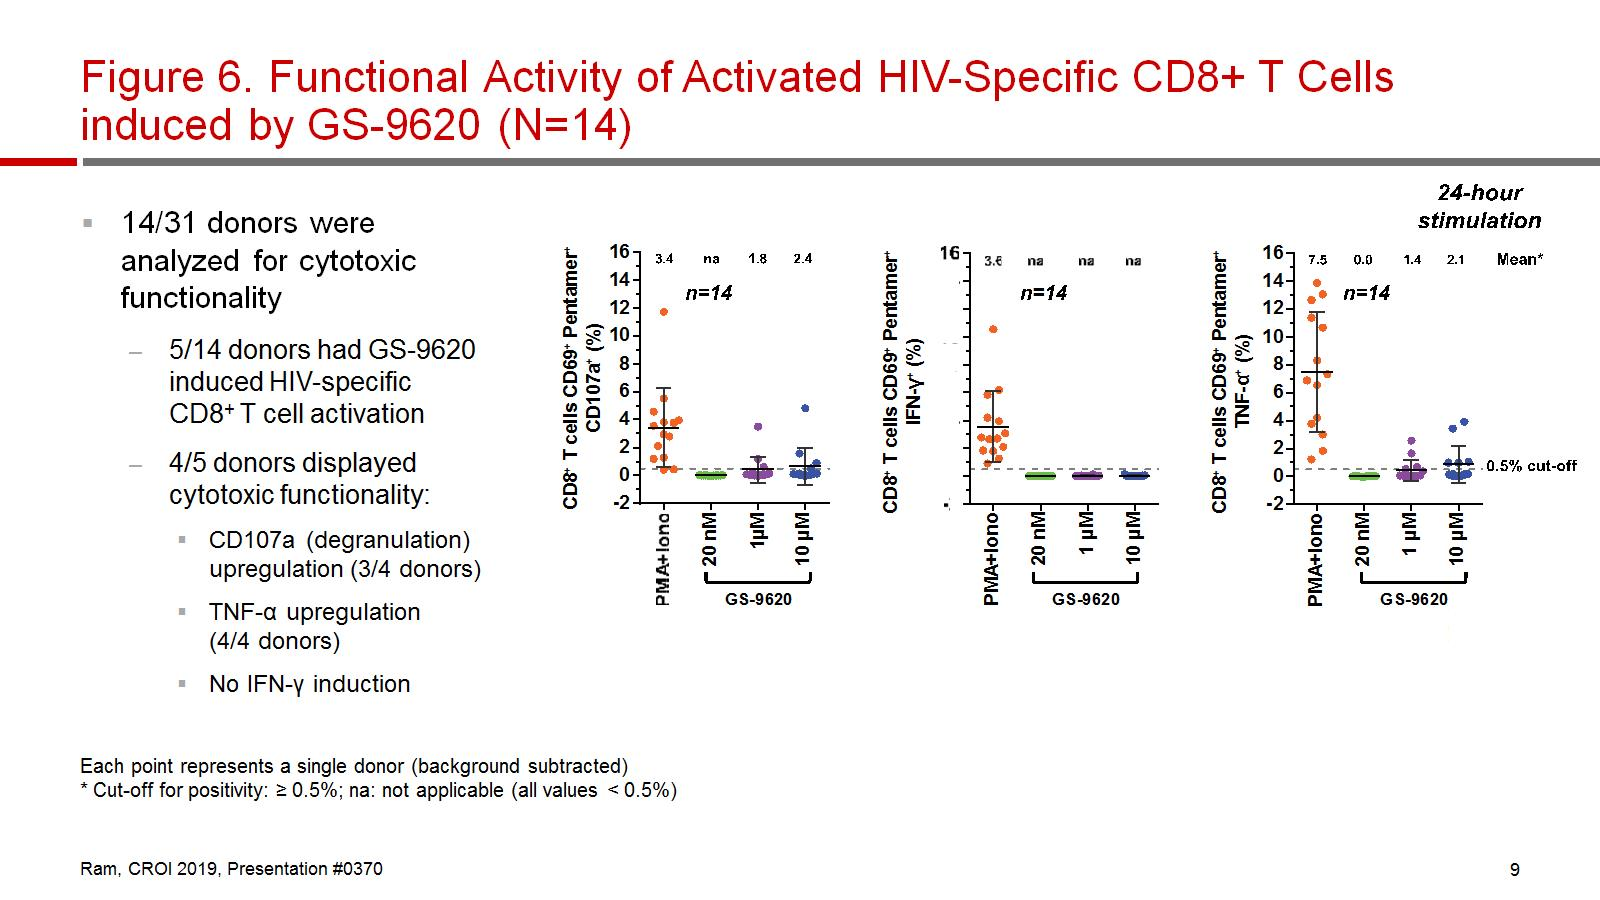 Figure 6. Functional Activity of Activated HIV-Specific CD8+ T Cells
induced by GS-9620 (N=14)
▪ 14/31 donors were
analyzed for cytotoxic
functionality
– 5/14 donors had GS-9620
induced HIV-specific
CD8⁺ T cell activation
– 4/5 donors displayed
cytotoxic functionality:
▪ CD107a (degranulation)
upregulation (3/4 donors)
▪ TNF-α upregulation
(4/4 donors)
▪ No IFN-γ induction
24-hour
stimulation
CD8⁺ T cells CD69⁺ Pentamer⁺
CD107a⁺ (%)
16
14
12
10
8
6
4
2
0
-2
3.4 na 1.8 2.4
n=14
PMA+Iono 20 nM 1µM 10 µM
GS-9620
CD8⁺ T cells CD69⁺ Pentamer⁺
IFN-γ⁺ (%)
16
3.6 na na na
n=14
PMA+Iono 20 nM 1 µM 10 µM
GS-9620
CD8⁺ T cells CD69⁺ Pentamer⁺
TNF-α⁺ (%)
16
14
12
10
8
6
4
2
0
-2
7.5 0.0 1.4 2.1 Mean*
n=14
0.5% cut-off
PMA+Iono 20 nM 1 µM 10 µM
GS-9620
Each point represents a single donor (background subtracted)
* Cut-off for positivity: ≥ 0.5%; na: not applicable (all values < 0.5%)
Ram, CROI 2019, Presentation #0370
9